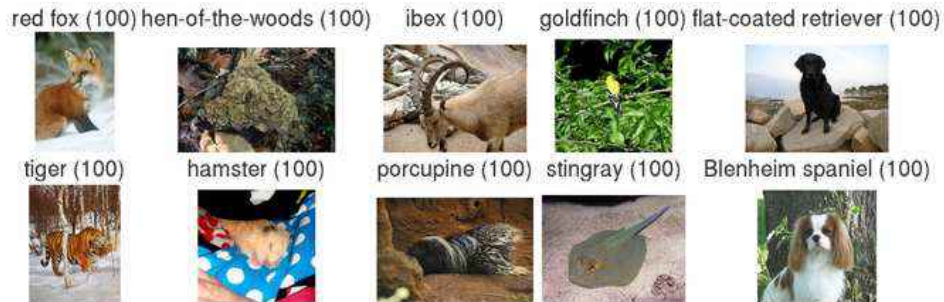 red fox (100) hen-of-the-woods (100) ibex (100) goldfinch (100) flat-coated retriever (100)
tiger (100) hamster (100) porcupine (100) stingray (100) Blenheim spaniel (100)